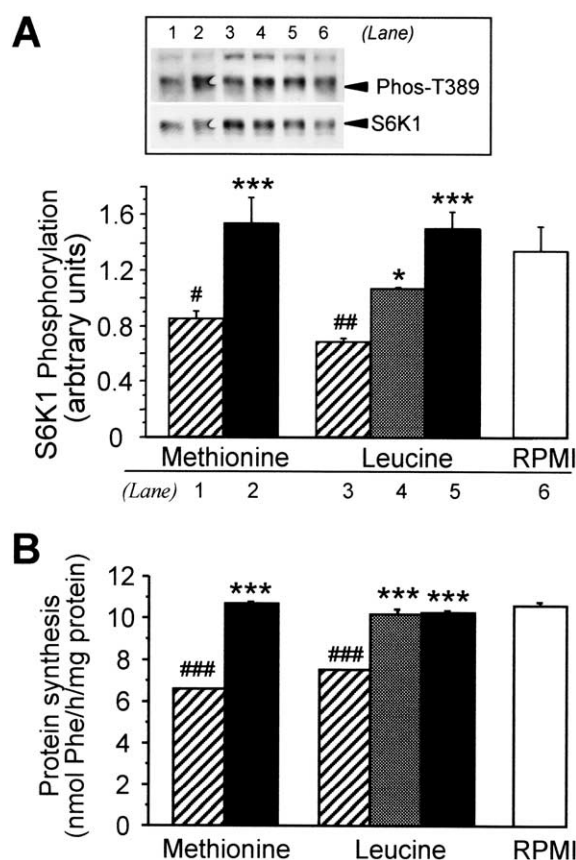 A
1 2 3 4 5 6 (Lane)
Phos-T389
S6K1
S6K1 Phosphorylation
(arbtrary units)
1.6
1.2
0.8
0.4
0
#
***
##
*
***
Methionine Leucine RPMI
(Lane) 1 2 3 4 5 6
B
Protein synthesis
(nmol Phe/h/mg protein)
12
10
8
6
4
2
0
###
***
###
***
***
Methionine Leucine RPMI